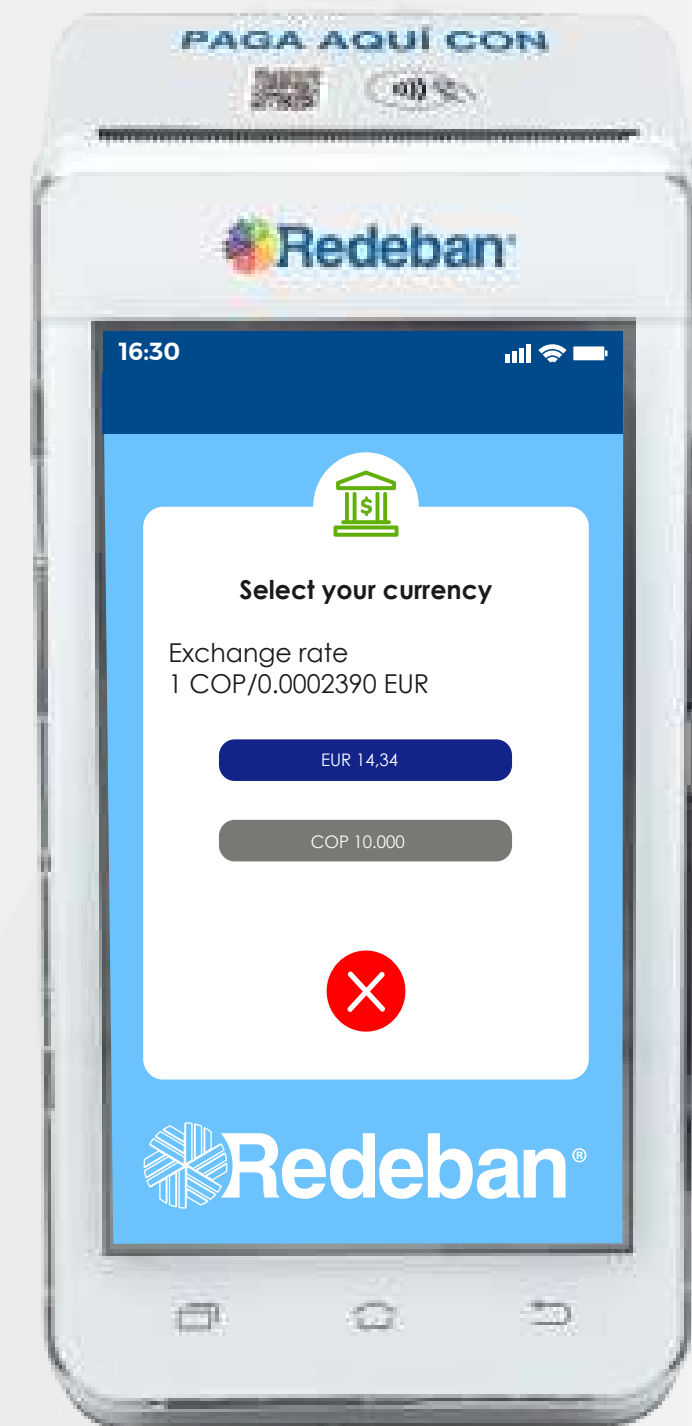 PAGA AQUÍ CON
Redeban
16:30
Select your currency
Exchange rate
1 COP/0.0002390 EUR
EUR 14,34
COP 10.000
Redeban®